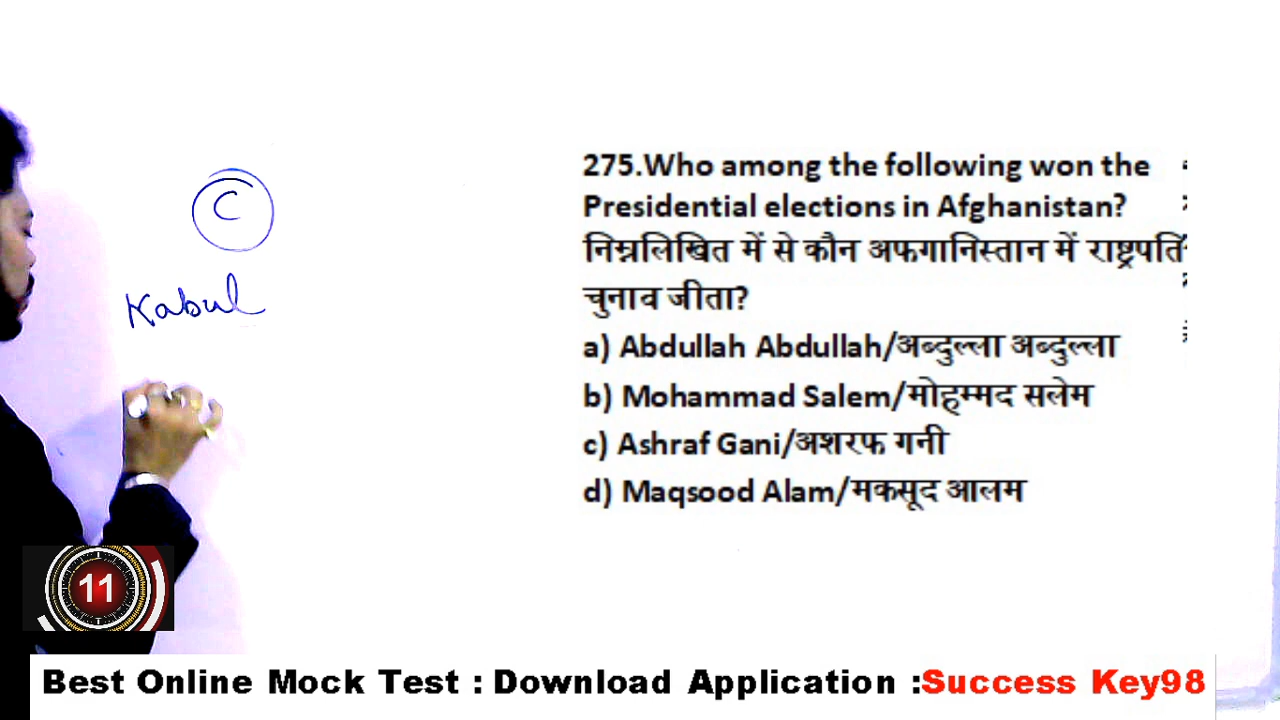 C
Kabul
275.Who among the following won the
Presidential elections in Afghanistan?
निम्नलिखित में से कौन अफगानिस्तान में राष्ट्रपति
चुनाव जीता?
a) Abdullah Abdullah/अब्दुल्ला अब्दुल्ला
b) Mohammad Salem/मोहम्मद सलेम
c) Ashraf Gani/अशरफ गनी
d) Maqsood Alam/मकसूद आलम
11
Best Online Mock Test : Download Application :Success Key98